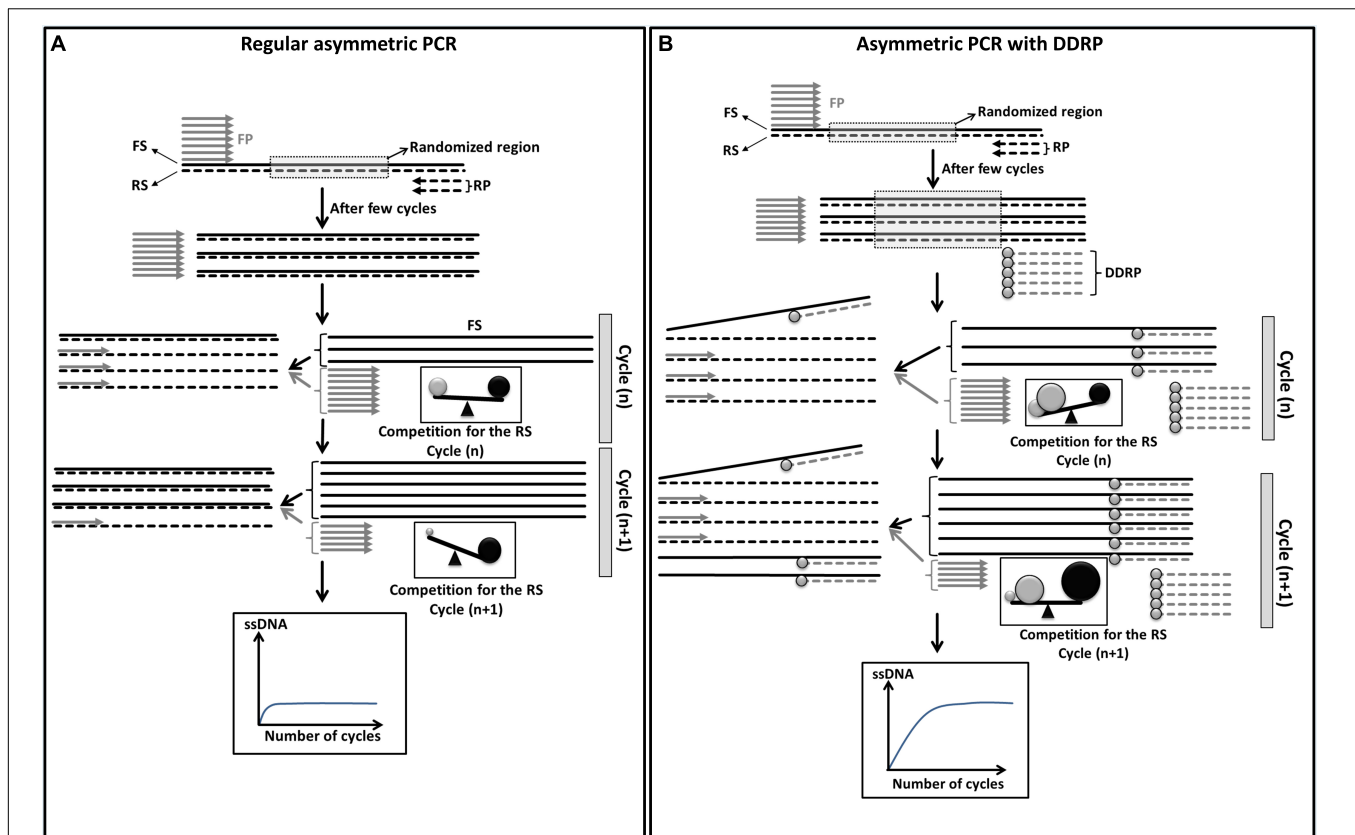 A
Regular asymmetric PCR
FP
FS
Randomized region
RS
RP
After few cycles
FS
Competition for the RS
Cycle (n)
Cycle (n)
Competition for the RS
Cycle (n+1)
Cycle (n+1)
ssDNA
Number of cycles
B
Asymmetric PCR with DDRP
FP
FS
Randomized region
RS
RP
After few cycles
DDRP
Competition for the RS
Cycle (n)
Cycle (n)
Competition for the RS
Cycle (n+1)
Cycle (n+1)
ssDNA
Number of cycles